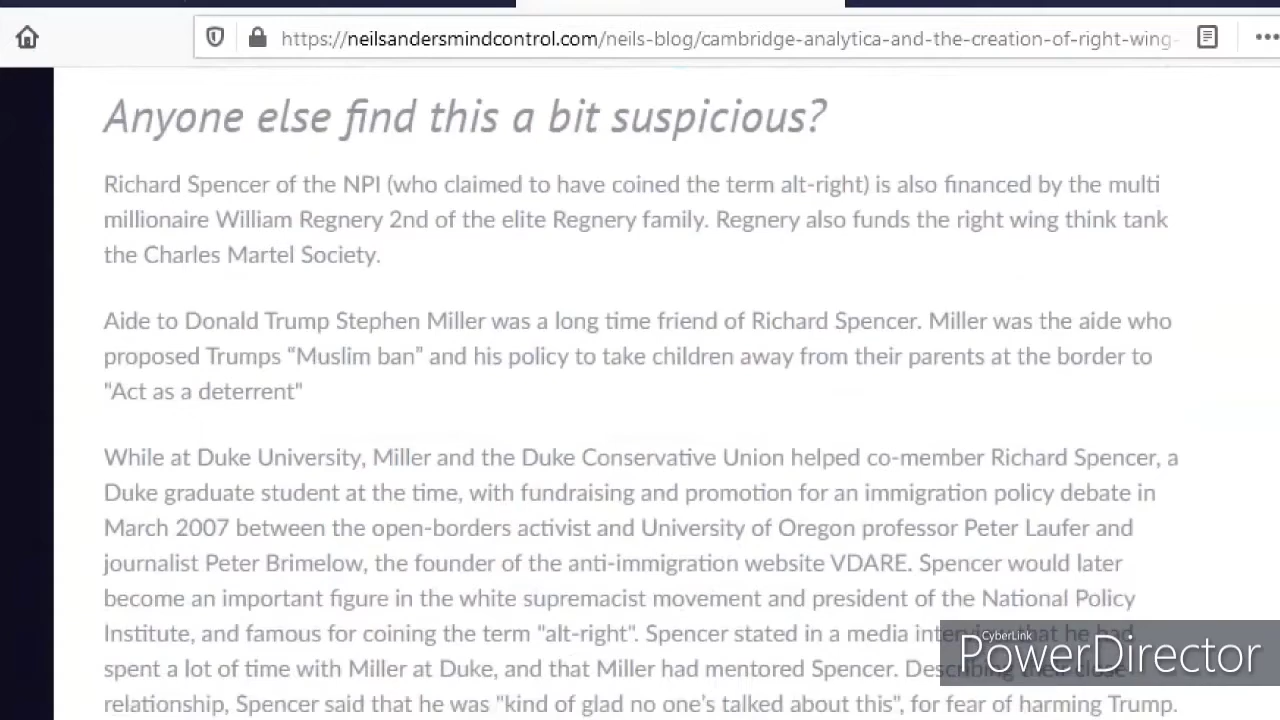 https://neilsandersmindcontrol.com/neils-blog/cambridge-analytica-and-the-creation-of-right-wing-
Anyone else find this a bit suspicious?
Richard Spencer of the NPI (who claimed to have coined the term alt-right) is also financed by the multi
millionaire William Regnery 2nd of the elite Regnery family. Regnery also funds the right wing think tank
the Charles Martel Society.
Aide to Donald Trump Stephen Miller was a long time friend of Richard Spencer. Miller was the aide who
proposed Trumps “Muslim ban” and his policy to take children away from their parents at the border to
"Act as a deterrent"
While at Duke University, Miller and the Duke Conservative Union helped co-member Richard Spencer, a
Duke graduate student at the time, with fundraising and promotion for an immigration policy debate in
March 2007 between the open-borders activist and University of Oregon professor Peter Laufer and
journalist Peter Brimelow, the founder of the anti-immigration website VDARE. Spencer would later
become an important figure in the white supremacist movement and president of the National Policy
Institute, and famous for coining the term "alt-right". Spencer stated in a media interview that he had
spent a lot of time with Miller at Duke, and that Miller had mentored Spencer. Describing their close
relationship, Spencer said that he was "kind of glad no one’s talked about this", for fear of harming Trump.
CyberLink
PowerDirector